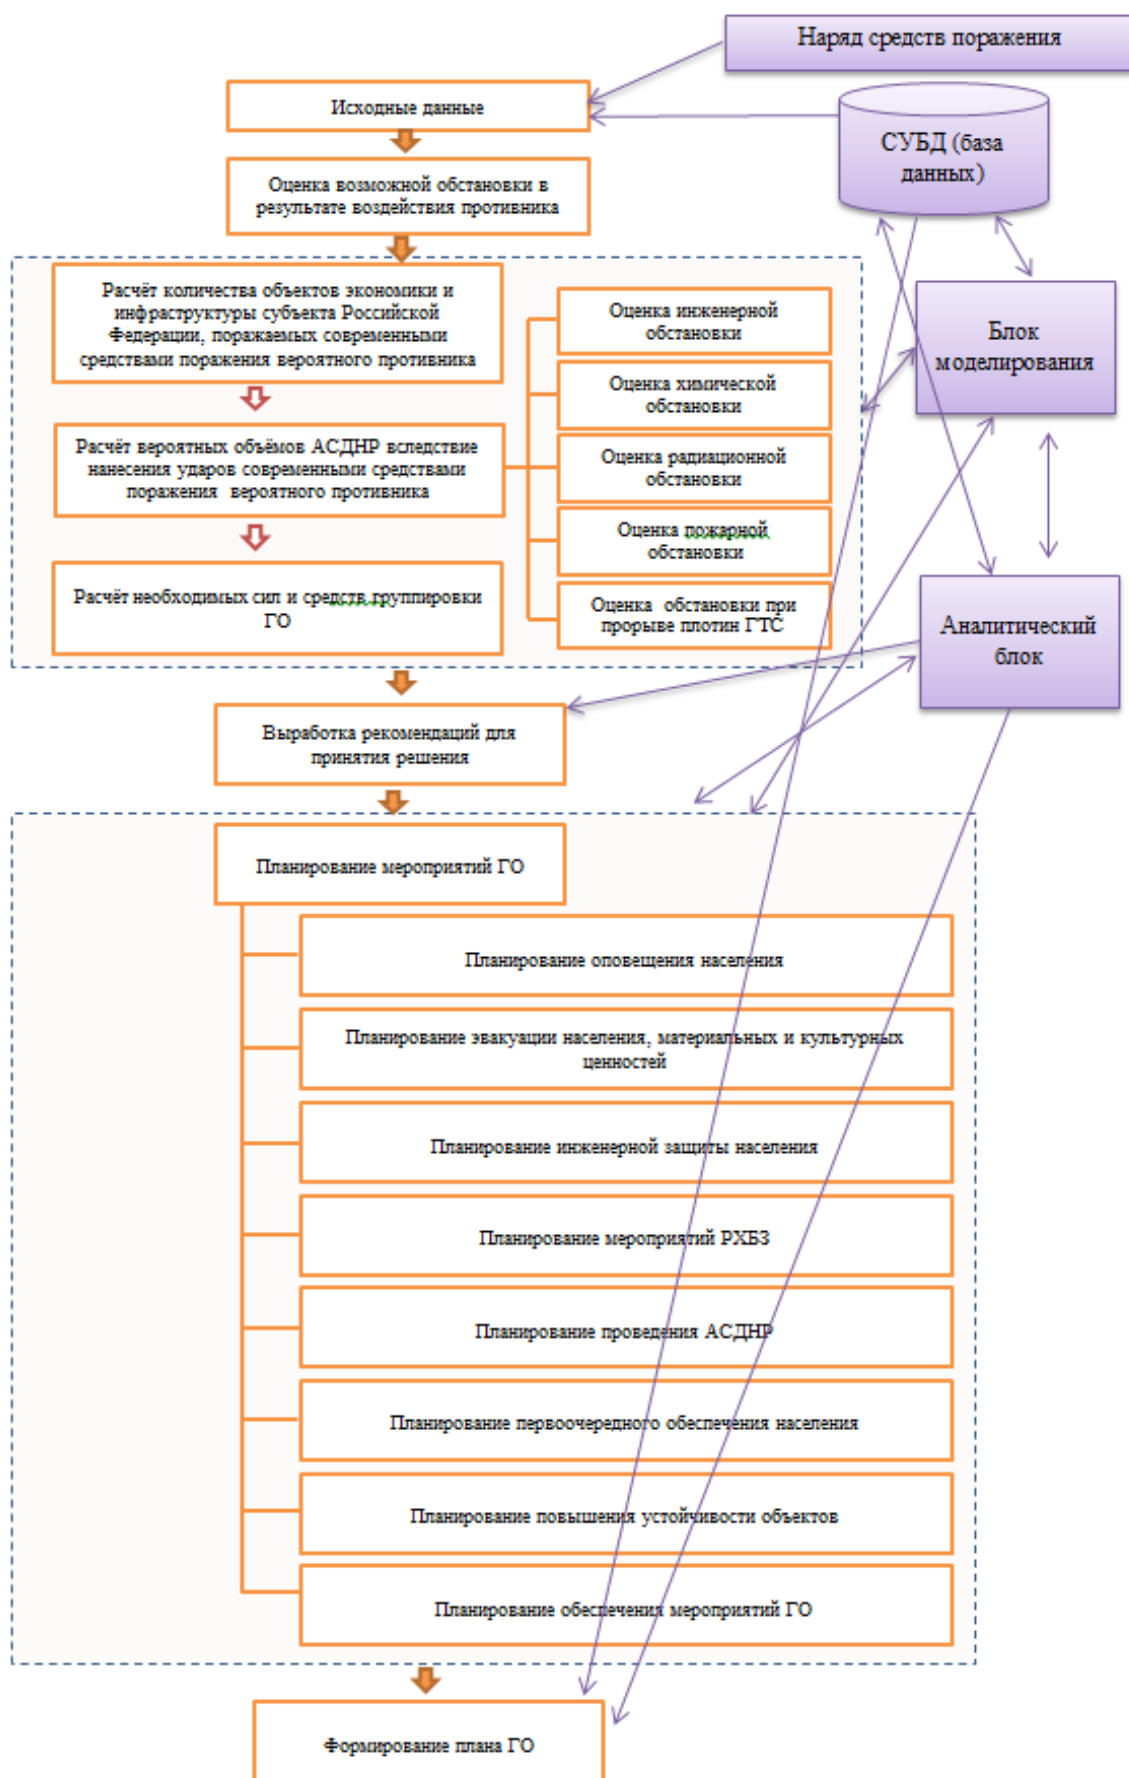 Наряд средств поражения
Исходные данные
СУБД (база
данных)
Оценка возможной обстановки в
результате воздействия противника
Расчёт количества объектов экономики и
инфраструктуры субъекта Российской
Федерации, поражаемых современными
средствами поражения вероятного противника
Оценка инженерной
обстановки
Блок
моделирования
Оценка химической
обстановки
Расчёт вероятных объёмов АСДНР вследствие
нанесения ударов современными средствами
поражения вероятного противника
Оценка радиационной
обстановки
Оценка пожарной
обстановки
Расчёт необходимых сил и средств группировки
ГО
Оценка обстановки при
прорыве плотин ГТС
Аналитический
блок
Выработка рекомендаций для
принятия решения
Планирование мероприятий ГО
Планирование оповещения населения
Планирование эвакуации населения, материальных и культурных
ценностей
Планирование инженерной защиты населения
Планирование мероприятий РХБЗ
Планирование проведения АСДНР
Планирование первоочередного обеспечения населения
Планирование повышения устойчивости объектов
Планирование обеспечения мероприятий ГО
Формирование плана ГО